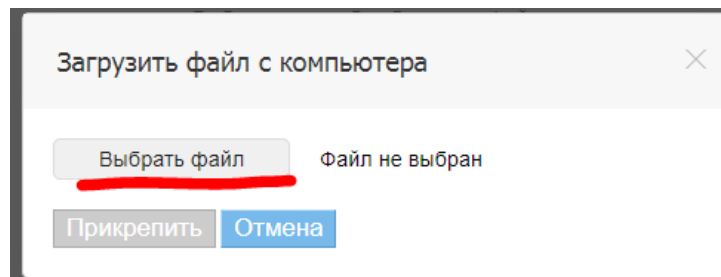 Загрузить файл с компьютера
Выбрать файл Файл не выбран
Прикрепить Отмена